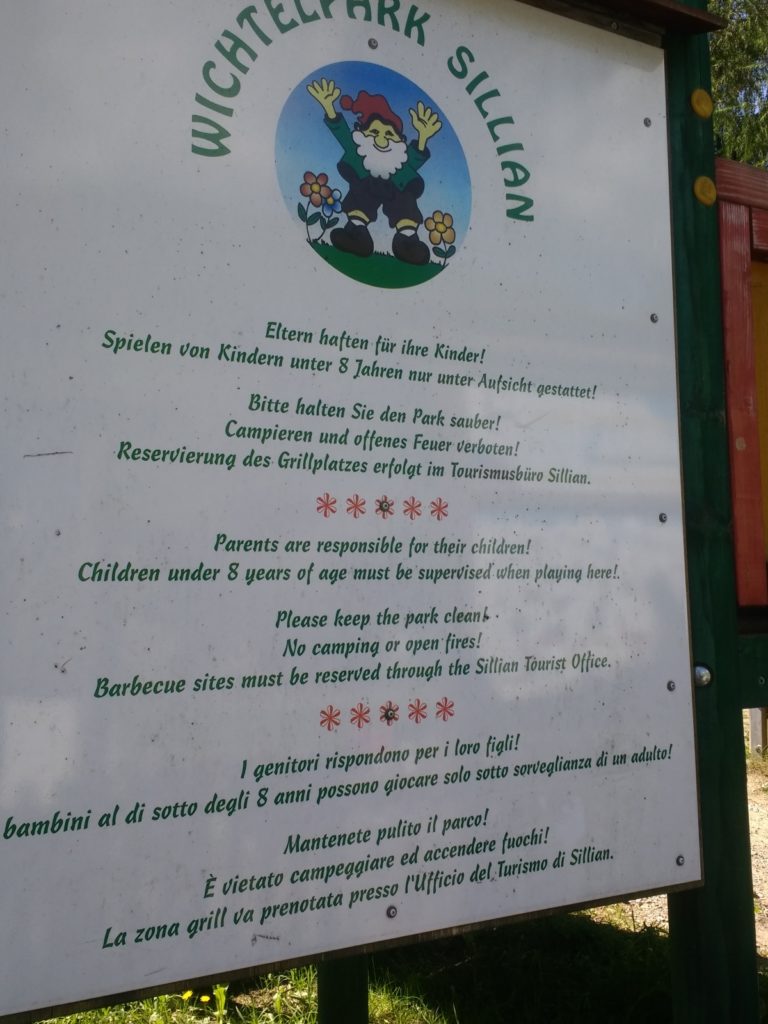 WICHTELPARK SILLIAN
Eltern haften für ihre Kinder!
Spielen von Kindern unter 8 Jahren nur unter Aufsicht gestattet!
Bitte halten Sie den Park sauber!
Campieren und offenes Feuer verboten!
Reservierung des Grillplatzes erfolgt im Tourismusbüro Sillian.
Parents are responsible for their children!
Children under 8 years of age must be supervised when playing here!.
Please keep the park clean!
No camping or open fires!
Barbecue sites must be reserved through the Sillian Tourist Office.
I genitori rispondono per i loro figli!
bambini al di sotto degli 8 anni possono giocare solo sotto sorveglianza di un adulto!
Mantenete pulito il parco!
È vietato campeggiare ed accendere fuochi!
La zona grill va prenotata presso l'Ufficio del Turismo di Sillian.